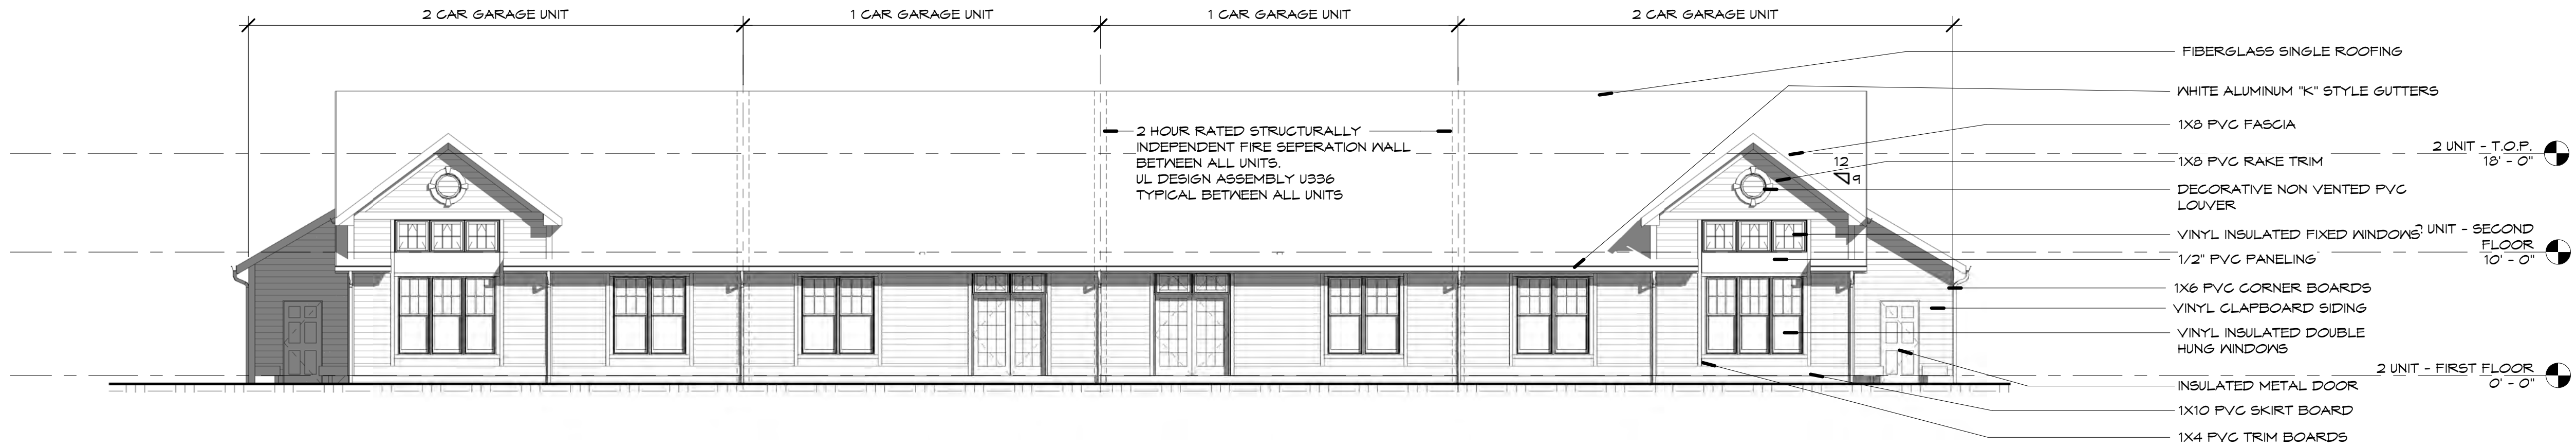 2 CAR GARAGE UNIT
1 CAR GARAGE UNIT
1 CAR GARAGE UNIT
2 CAR GARAGE UNIT
FIBERGLASS SINGLE ROOFING
WHITE ALUMINUM "K" STYLE GUTTERS
1X8 PVC FASCIA
2 HOUR RATED STRUCTURALLY
INDEPENDENT FIRE SEPERATION WALL
BETWEEN ALL UNITS.
UL DESIGN ASSEMBLY U336
TYPICAL BETWEEN ALL UNITS
12
9
2 UNIT - T.O.P.
18' - 0"
1X8 PVC RAKE TRIM
DECORATIVE NON VENTED PVC
LOUVER
VINYL INSULATED FIXED WINDOWS
2 UNIT - SECOND
FLOOR
10' - 0"
1/2" PVC PANELING
1X6 PVC CORNER BOARDS
VINYL CLAPBOARD SIDING
VINYL INSULATED DOUBLE
HUNG WINDOWS
2 UNIT - FIRST FLOOR
0' - 0"
INSULATED METAL DOOR
1X10 PVC SKIRT BOARD
1X4 PVC TRIM BOARDS